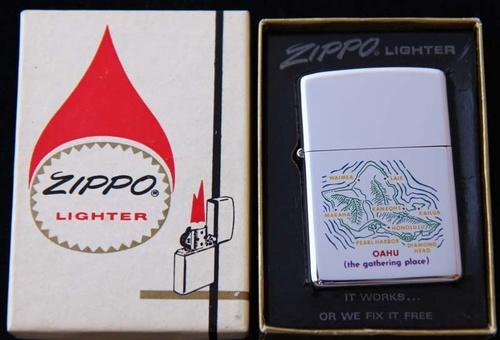 ZIPPO®
LIGHTER
ZIPPO® LIGHTER
WAIMEA
LAIE
MAKAHA
KANEOHE
KAILUA
HONOLULU
PEARL HARBOR
DIAMOND
HEAD
OAHU
(the gathering place)
IT WORKS...
OR WE FIX IT FREE